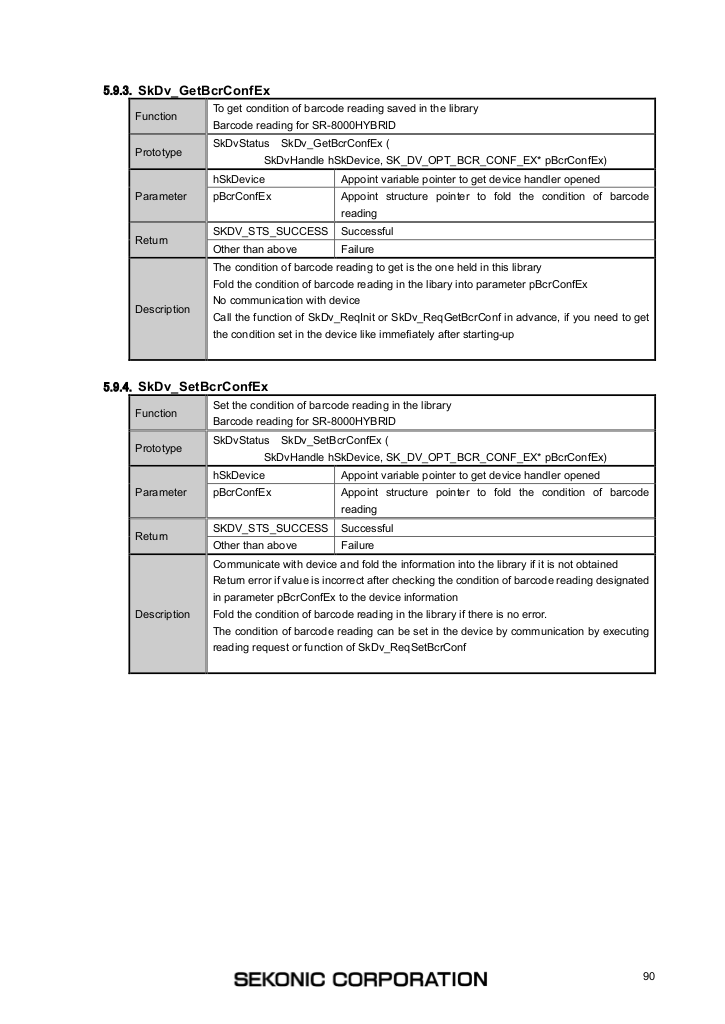 5.9.3. SkDv_GetBcrConfEx
Function
To get condition of barcode reading saved in the library
Barcode reading for SR-8000HYBRID
Prototype
SkDvStatus SkDv_GetBcrConfEx (
SkDvHandle hSkDevice, SK_DV_OPT_BCR_CONF_EX* pBcrConfEx)
Parameter
hSkDevice
Appoint variable pointer to get device handler opened
pBcrConfEx
Appoint structure pointer to fold the condition of barcode
reading
Return
SKDV_STS_SUCCESS
Successful
Other than above
Failure
Description
The condition of barcode reading to get is the one held in this library
Fold the condition of barcode reading in the libary into parameter pBcrConfEx
No communication with device
Call the function of SkDv_ReqInit or SkDv_ReqGetBcrConf in advance, if you need to get
the condition set in the device like immefiately after starting-up
5.9.4. SkDv_SetBcrConfEx
Function
Set the condition of barcode reading in the library
Barcode reading for SR-8000HYBRID
Prototype
SkDvStatus SkDv_SetBcrConfEx (
SkDvHandle hSkDevice, SK_DV_OPT_BCR_CONF_EX* pBcrConfEx)
Parameter
hSkDevice
Appoint variable pointer to get device handler opened
pBcrConfEx
Appoint structure pointer to fold the condition of barcode
reading
Return
SKDV_STS_SUCCESS
Successful
Other than above
Failure
Description
Communicate with device and fold the information into the library if it is not obtained
Return error if value is incorrect after checking the condition of barcode reading designated
in parameter pBcrConfEx to the device information
Fold the condition of barcode reading in the library if there is no error.
The condition of barcode reading can be set in the device by communication by executing
reading request or function of SkDv_ReqSetBcrConf
SEKONIC CORPORATION
90